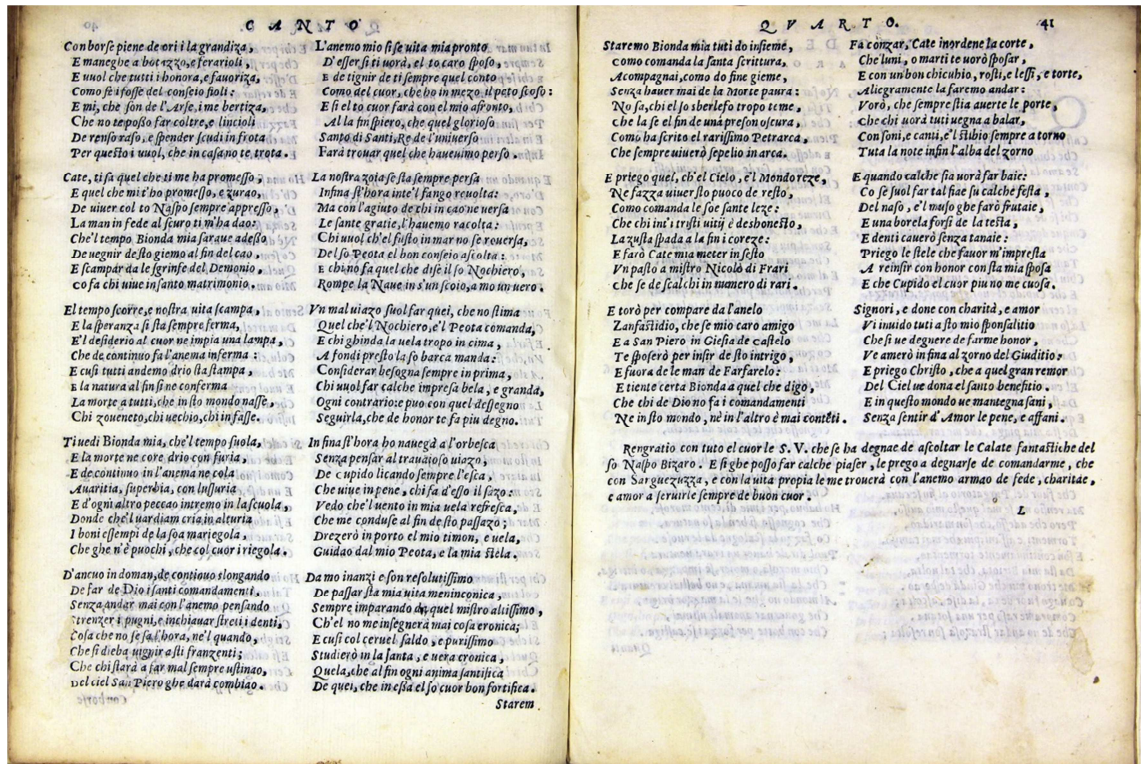 CANTO
Con borse piene de ori i la grandiza,
E maneghe a botazzo, e ferarioli,
E vuol che tutti i honora, e fauoriza,
Como se i fosse del conseio fioli:
E mi, che son de l'Arse, i me bertiza,
Che no te posso far coltre, e lincioli
De renso raso, e spender scudi in frota
Per questo i vuol, che in casa no te trota.
Cate, ti sa quel che ti me ha promesso,
E quel che mi t'ho promesso, e zurao,
De viuer col to Naspo sempre appresso,
La man in fede al scuro ti m'ha dao:
Che'l tempo Bionda mia sarave adesso
De vegnir de sto giemo al fin del cao,
E scampar da le sgrinfe del Demonio,
Co fa chi viue in santo matrimonio.
El tempo scorre, e nostra uita scampa,
E la speranza si sta sempre ferma,
E'l desiderio al cuor ne impia una lampa,
Che de continuo fa l'anema inferma:
E cusi tutti andemo drio sta stampa,
E la natura al fin si ne conferma
La morte a tutti, che in sto mondo nasse,
Chi zoueneto, chi uechio, chi in fasse.
Ti uedi Bionda mia, che'l tempo suola,
E la morte ne core drio con furia,
E de continuo in l'anema ne cola
Auaritia, superbia, con lussuria
E d'ogni altro peccao intremo in la scuola,
Donde che'l uardiam cria in alturia
I boni essempi de la soa mariegola,
Che ghe n'è puochi, che col cuor i riegola.
D'ancuo in doman, de continuo slongando
De far de Dio i santi comandamenti.
Senza andar mai con l'anemo pensando
Strenzer i pugni, e inchiauar streti i denti,
Cosa che no se sa l'hora, ne'l quando,
Che si dieba uignir a sti franzenti;
Che chi starà a far mal sempre ustinao,
Del ciel San Piero ghe darà combiao.
L'anemo mio si se uita mia pronto
D'esser si ti uorà, el to caro sposo,
E de tignir de ti sempre quel conto
Como del cuor, che ho in mezo il peto scoso:
E si el to cuor farà con el mio afronto,
Al la fin spiero, che quel glorioso
Santo di Santi, Re de l'uniuerso
Farà trouar quel che haueuimo perso.
La nostra zoia se sta sempre persa
Infina st'hora inte'l fango reuolta:
Ma con l'agiuto de chi in cao ne uersa
Le sante gratie, l'hauemo racolta:
Chi uuol ch'el fusto in mar no se rouersa,
Del so Peota el bon conseio ascolta:
E chi no fa quel che dise il so Nochiero,
Rompe la Naue in s'un scoio, a mo un uero.
Vn mal uiazo suol far quei, che no stima
Quel che'l Nochiero, e'l Peota comanda,
E chi ghinda la uela tropo in cima,
A fondi presto la so barca manda:
Considerar besogna sempre in prima,
Chi uuol far calche impresa bela, e granda,
Ogni contrario: e può con quel dessegno
Seguirla, che de honor te fa piu degno.
In fina st'hora ho nauegà a l'orbesca
Senza pensar al trauaioso uiazo,
De cupido licando sempre l'esca,
Che uiue in pene, chi fa d'esso il sazo:
Vedo che'l uento in mia uela refresca,
Che me conduse al fin de sto passazo;
Drezerò in porto el mio timon, e uela,
Guidao dal mio Peota, e la mia stela.
Da mo inanzi e son resolutissimo
De passar sta mia uita meninconica,
Sempre imparando da quel mistro altissimo,
Ch'el no me insegnerà mai cosa eronica;
E cusi col ceruel saldo, e purissimo
Studierò in la santa, e uera cronica,
Quela, che al fin ogni anima santifica
De quei, che in essa el so cuor bon fortifica.
Starem
QVARTO.
41
Staremo Bionda mia tuti do insieme,
Como comanda la santa scrittura,
Acompagnai, como do fine gieme,
Senza hauer mai de la Morte paura:
No sa, chi el so sberlefo tropo teme,
Che la se el fin de una preson oscura,
Como ha scrito el rarissimo Petrarca,
Che sempre uiuerò sepelio in arca.
E priego quel, ch'el Cielo, e'l Mondo reze,
Ne fazza uiuer sto puoco de resto,
Como comanda le soe sante leze:
Che chi int'i tristi uitij è deshonesto,
La zusta spada a la fin i coreze:
E farò Cate mia meter in sesto
Vn pasto a mistro Nicolò di Frari
Che se de scalchi in numero di rari.
E torò per compare da l'anelo
Zanfastidio, che se mio caro amigo
E a San Piero in Giesia de castelo
Te sposerò per insir de sto intrigo,
E fuora de le man de Farfarelo:
E tiente certa Bionda a quel che digo,
Che chi de Dio no fa i comandamenti
Ne in sto mondo, nè in l'altro è mai contēti.
Fa conzar, Cate in ordene la corte,
Che luni, o marti te uorò sposar,
E con un bon chicubio, rosti, e lessi, e torte,
Allegramente la faremo andar:
Vorò, che sempre stia auerte le porte,
Che chi uorà tuti uegna a balar,
Con soni, e canti, e'l stibio sempre a torno
Tuta la note infin l'alba del zorno
E quando calche sia uorà far baie:
Co se suol far tal fiae su calche festa,
Del naso, e'l muso ghe farò frutaie,
E una borela forsi de la testa,
E denti cauerò senza tanaie:
Priego le stele che fauor m'impresta
A reinsir con honor con sta mia sposa
E che Cupido el cuor piu no me cuosa.
Signori, e done con charità, e amor
Vi inuido tuti a sto mio sponsalitio
Che si ue degnere de farme honor,
Ve amerò in fina al zorno del Giuditio:
E priego Christo, che a quel gran remor
Del Ciel ue dona el santo benefitio.
E in questo mondo ue mantegna sani,
Senza sentir d'Amor le pene, e affani.
Rengratio con tuto el cuor le S. V. che se ha degnae de ascoltar le Calate fantastiche del
so Naspo Bizaro. E si ghe posso far calche piaser, le prego a degnarse de comandarme, che
con Sarguezuzza, e con la vita propia le me trouerà con l'anemo armao de fede, charitae,
e amor a seruirle sempre de buon cuor.
L